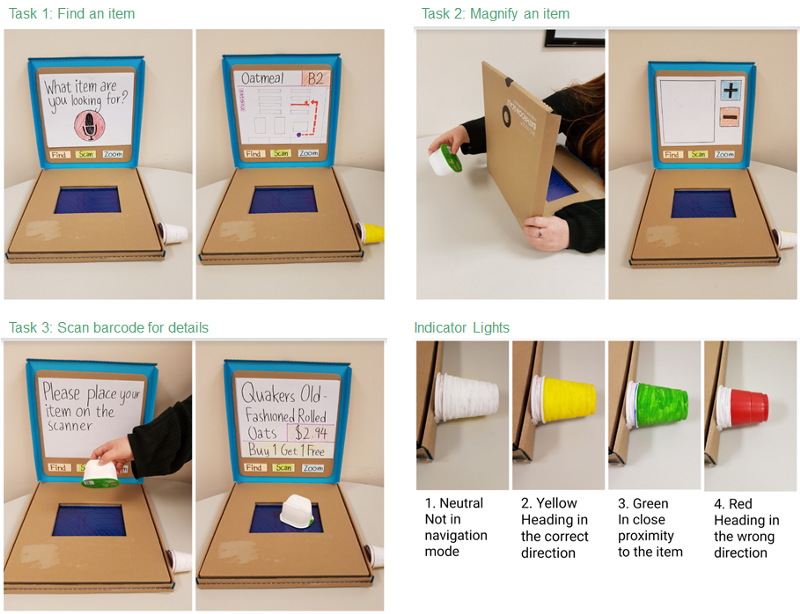 Task 1: Find an item
What item are
you looking for?
Find Scan Zoom
Oatmeal B2
Find Scan Zoom
Task 2: Magnify an item
+
-
Find Scan Zoom
Task 3: Scan barcode for details
Please place your
item on the
scanner
Find
Zoom
Quakers Old-
Fashioned Rolled
Oats $2.94
Buy 1 Get 1 Free
Find Scan Zoom
Indicator Lights
1. Neutral
Not in
navigation
mode
2. Yellow
Heading in
the correct
direction
3. Green
In close
proximity
to the item
4. Red
Heading in
the wrong
direction